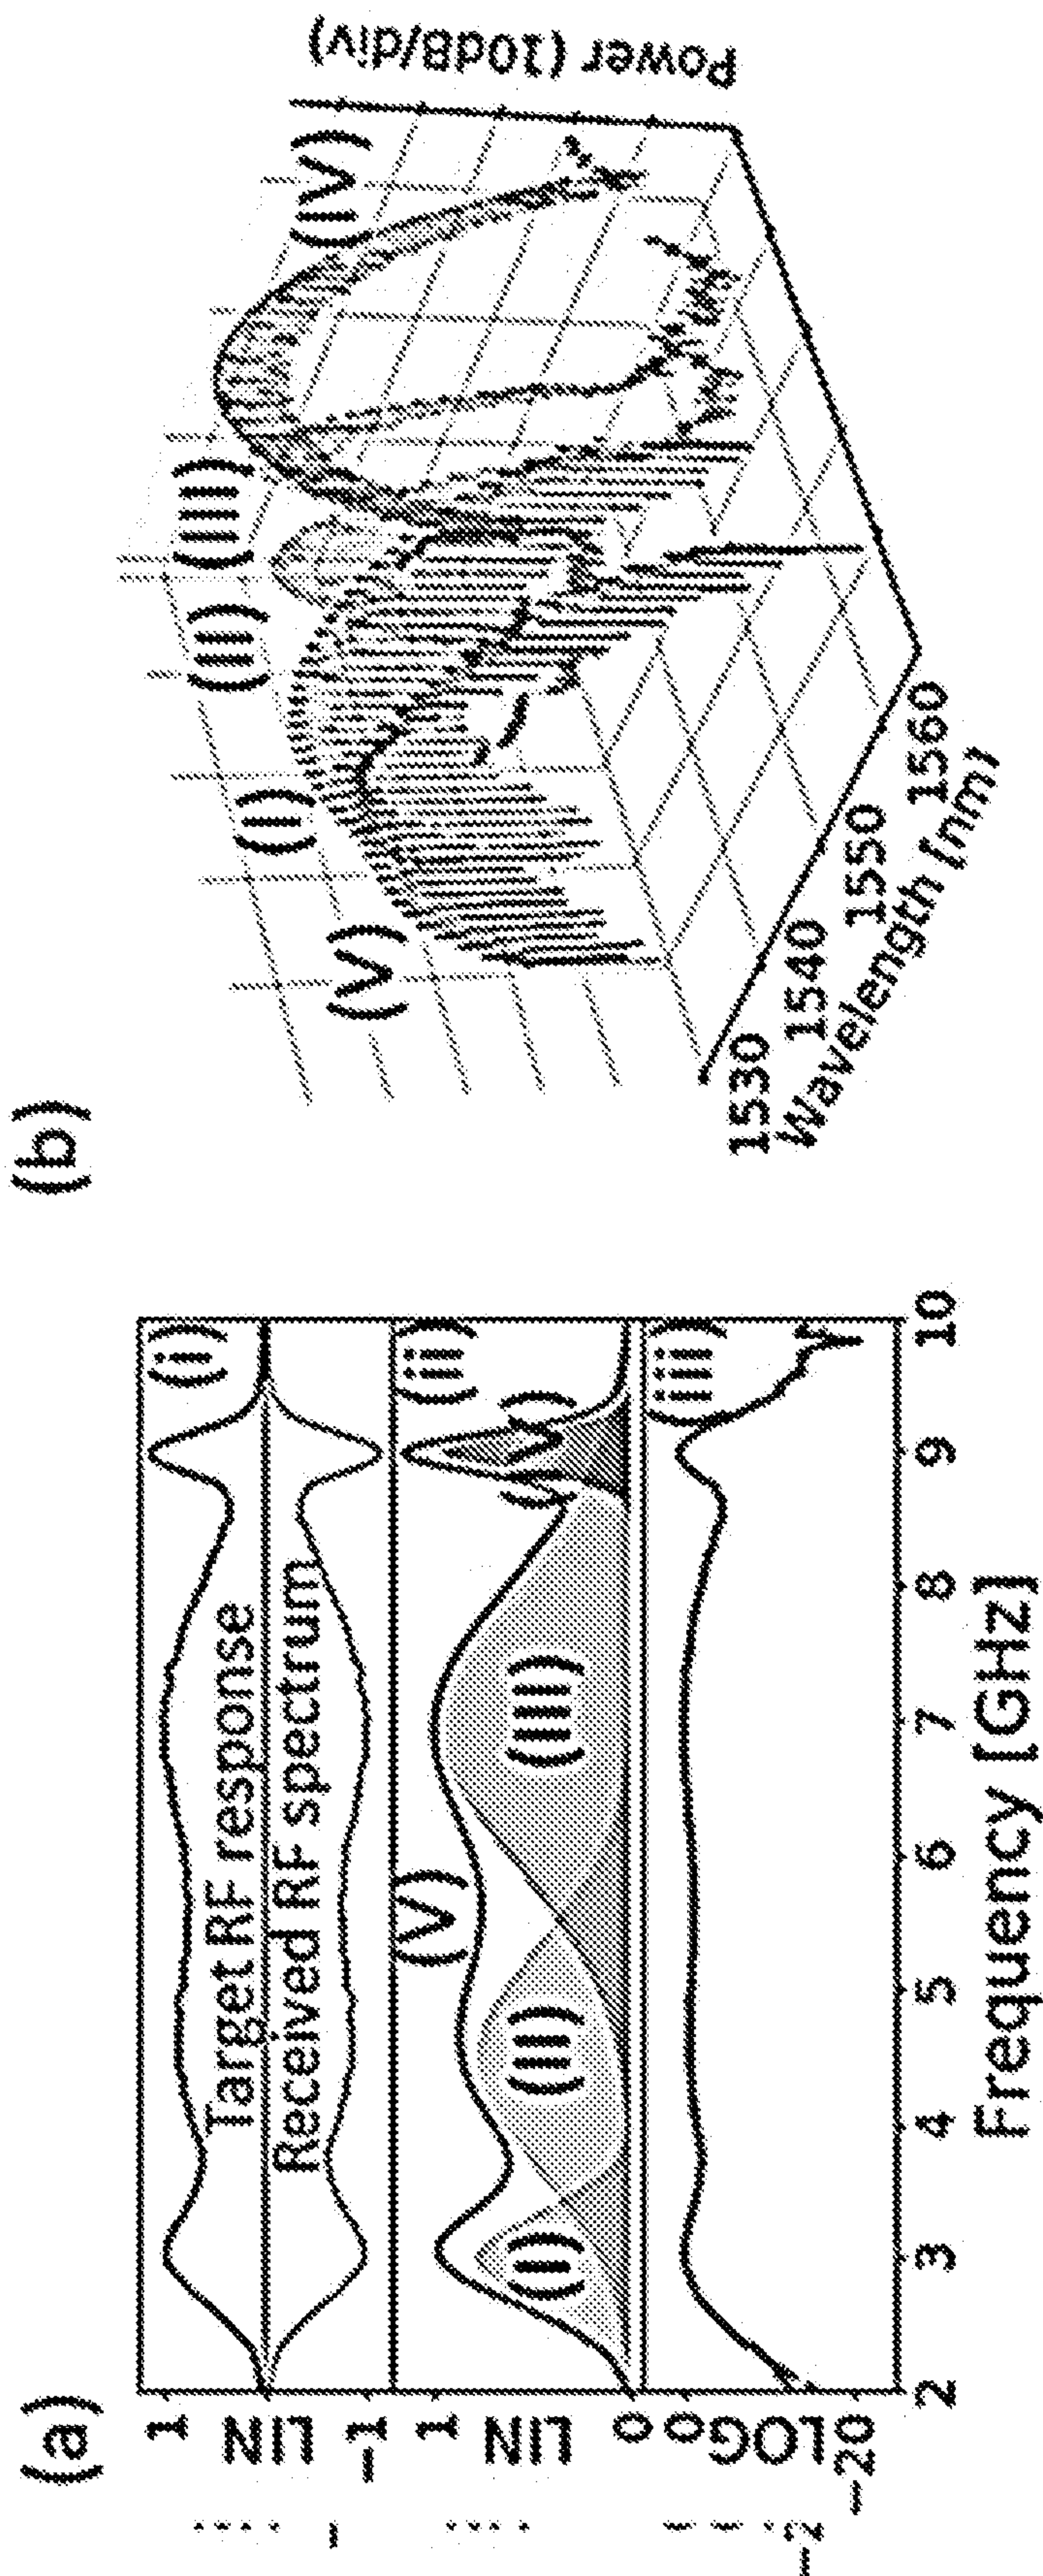 (a)
1
LIN
−1
1
LIN
0
0
LOG
−20
−2
(i)
Target RF response
Received RF spectrum
(ii)
(V)
(I)
(II)
(III)
(IV)
(iii)
2
3
4
5
6
7
8
9
10
Frequency [GHz]
(b)
(V)
(I)
(II)
(III)
(IV)
Power (10dB/div)
1530
1540
1550
1560
Wavelength [nm]